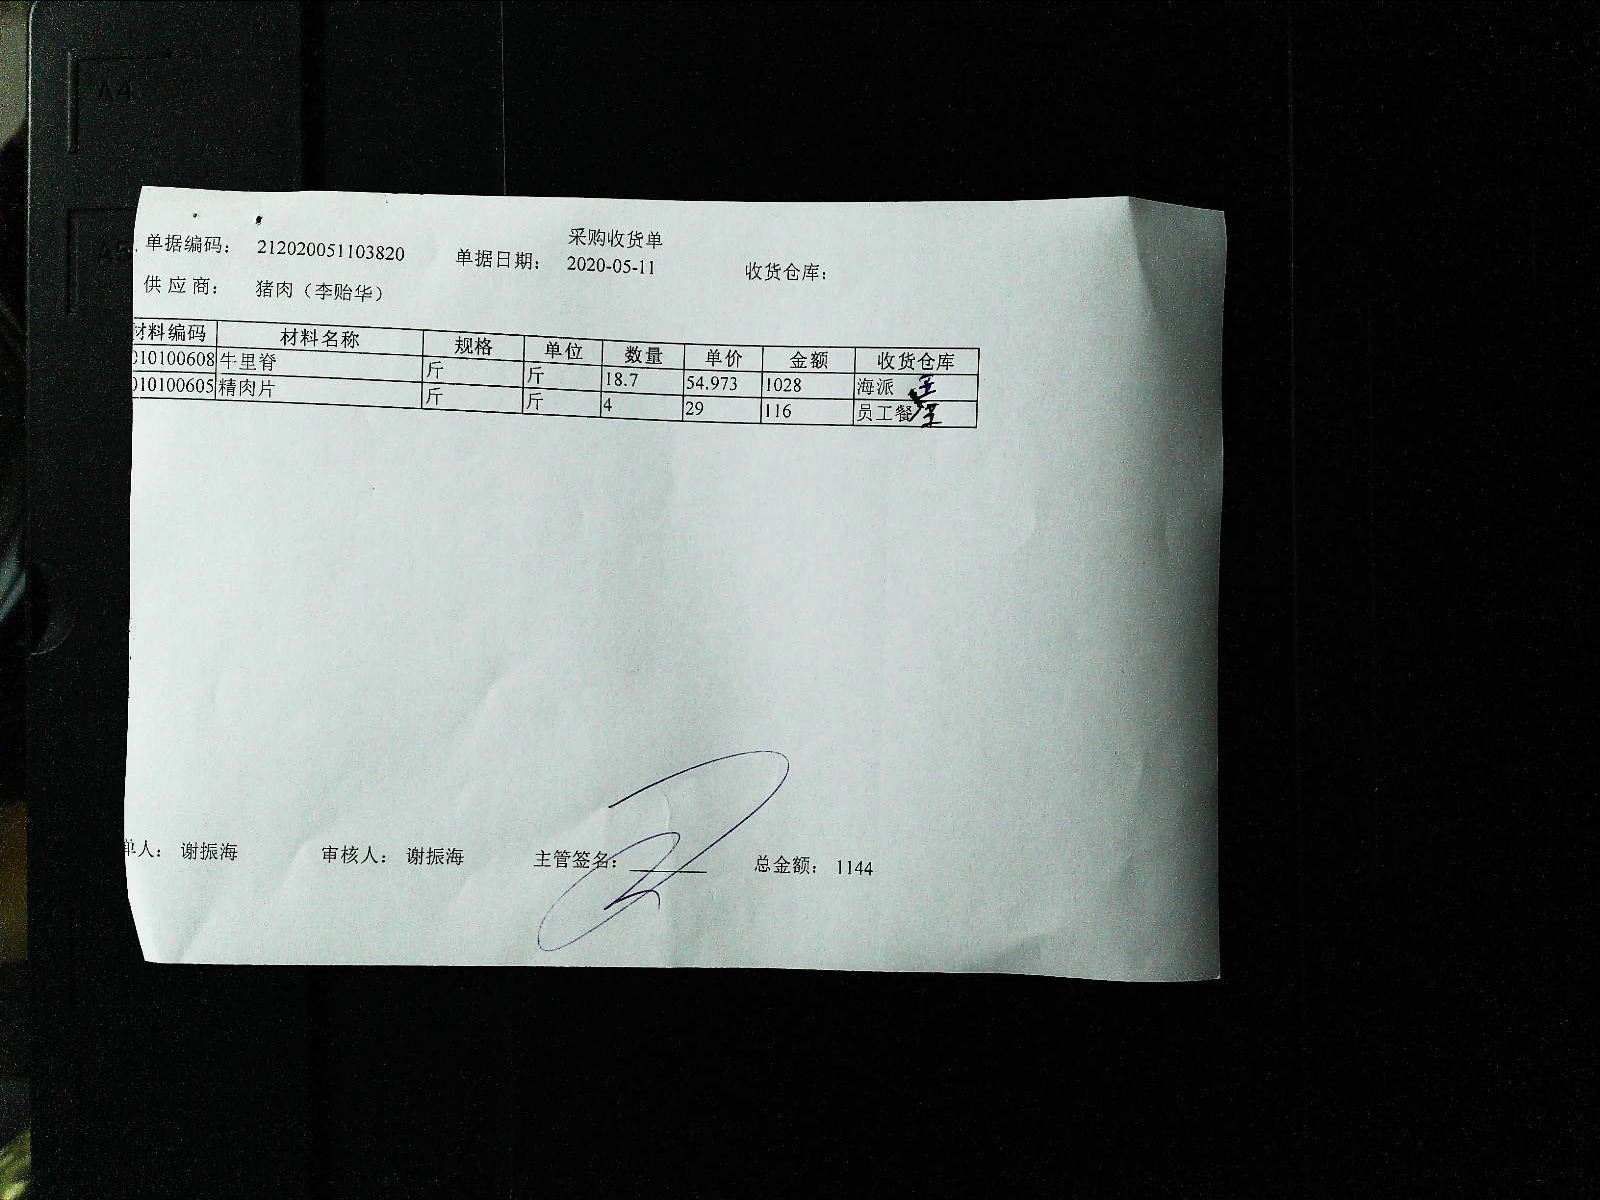 A4
采购收货单
单据编码： 212020051103820 单据日期： 2020-05-11 收货仓库：
供应商： 猪肉（李贻华）
材料编码 材料名称 规格 单位 数量 单价 金额 收货仓库
010100608 牛里脊 斤 斤 18.7 54.973 1028 海派 王
010100605 精肉片 斤 斤 4 29 116 员工餐 王
单人： 谢振海 审核人： 谢振海 主管签名： 总金额： 1144